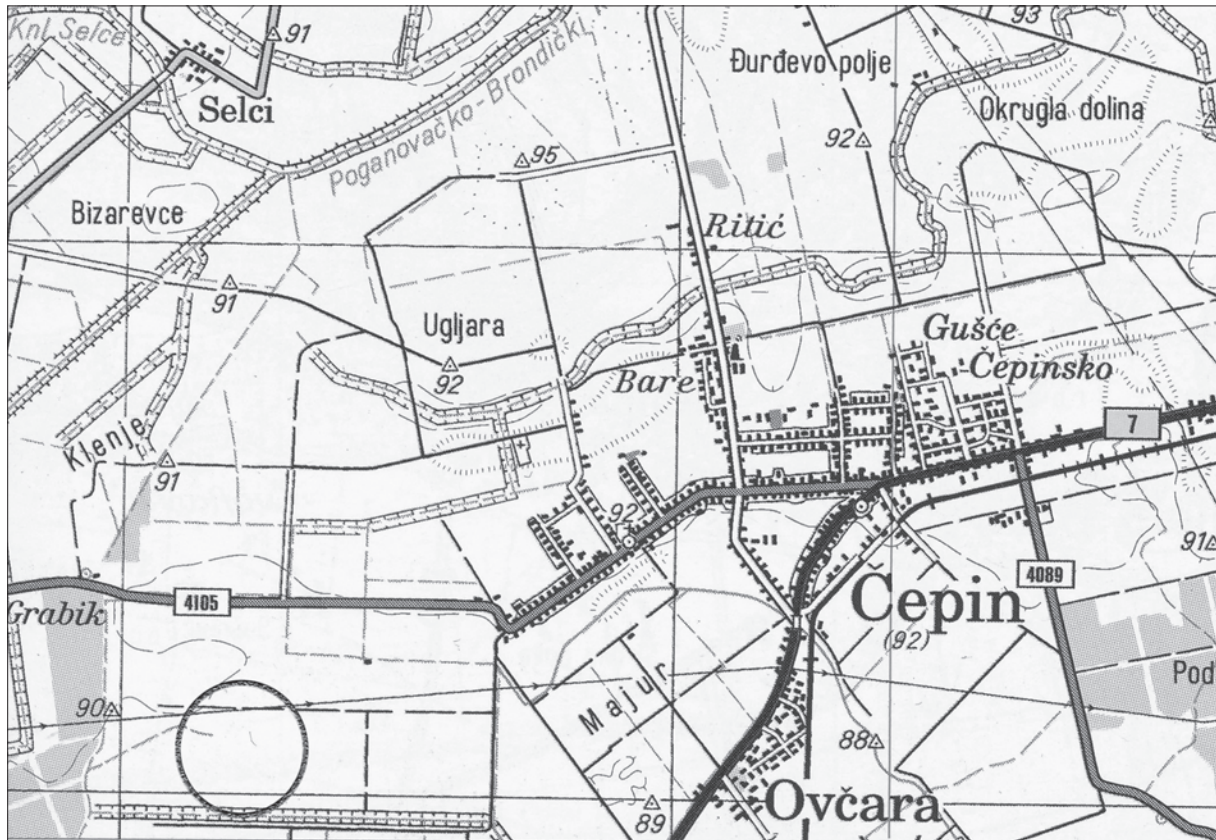 Knl Selce
91
Selci
Poganovačko-Brondički
93
Đurđevo polje
Okrugla dolina
92
95
Bizarevce
Ritić
91
Ugljara
92
Bare
Gušće
Čepinsko
7
Klenje
91
92
91
4105
4089
Grabik
Čepin
(92)
Pod
90
Majur
88
Ovčara
89